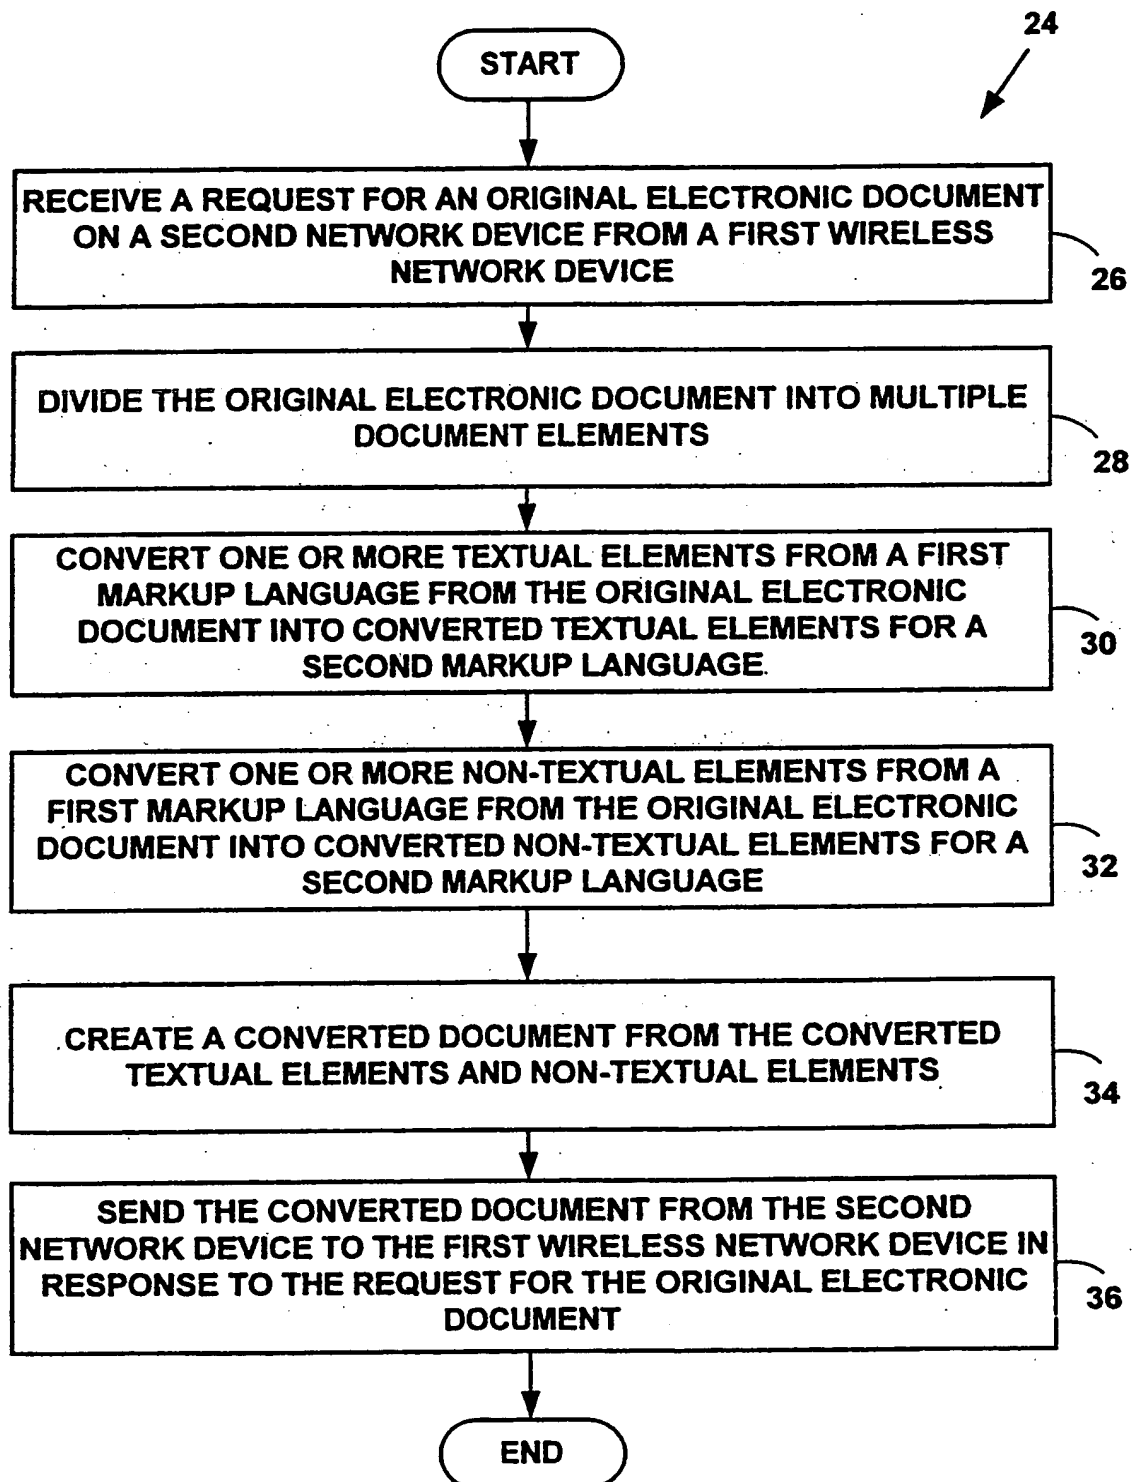 24
START
RECEIVE A REQUEST FOR AN ORIGINAL ELECTRONIC DOCUMENT
ON A SECOND NETWORK DEVICE FROM A FIRST WIRELESS
NETWORK DEVICE
26
DIVIDE THE ORIGINAL ELECTRONIC DOCUMENT INTO MULTIPLE
DOCUMENT ELEMENTS
28
CONVERT ONE OR MORE TEXTUAL ELEMENTS FROM A FIRST
MARKUP LANGUAGE FROM THE ORIGINAL ELECTRONIC
DOCUMENT INTO CONVERTED TEXTUAL ELEMENTS FOR A
SECOND MARKUP LANGUAGE
30
CONVERT ONE OR MORE NON-TEXTUAL ELEMENTS FROM A
FIRST MARKUP LANGUAGE FROM THE ORIGINAL ELECTRONIC
DOCUMENT INTO CONVERTED NON-TEXTUAL ELEMENTS FOR A
SECOND MARKUP LANGUAGE
32
CREATE A CONVERTED DOCUMENT FROM THE CONVERTED
TEXTUAL ELEMENTS AND NON-TEXTUAL ELEMENTS
34
SEND THE CONVERTED DOCUMENT FROM THE SECOND
NETWORK DEVICE TO THE FIRST WIRELESS NETWORK DEVICE IN
RESPONSE TO THE REQUEST FOR THE ORIGINAL ELECTRONIC
DOCUMENT
36
END